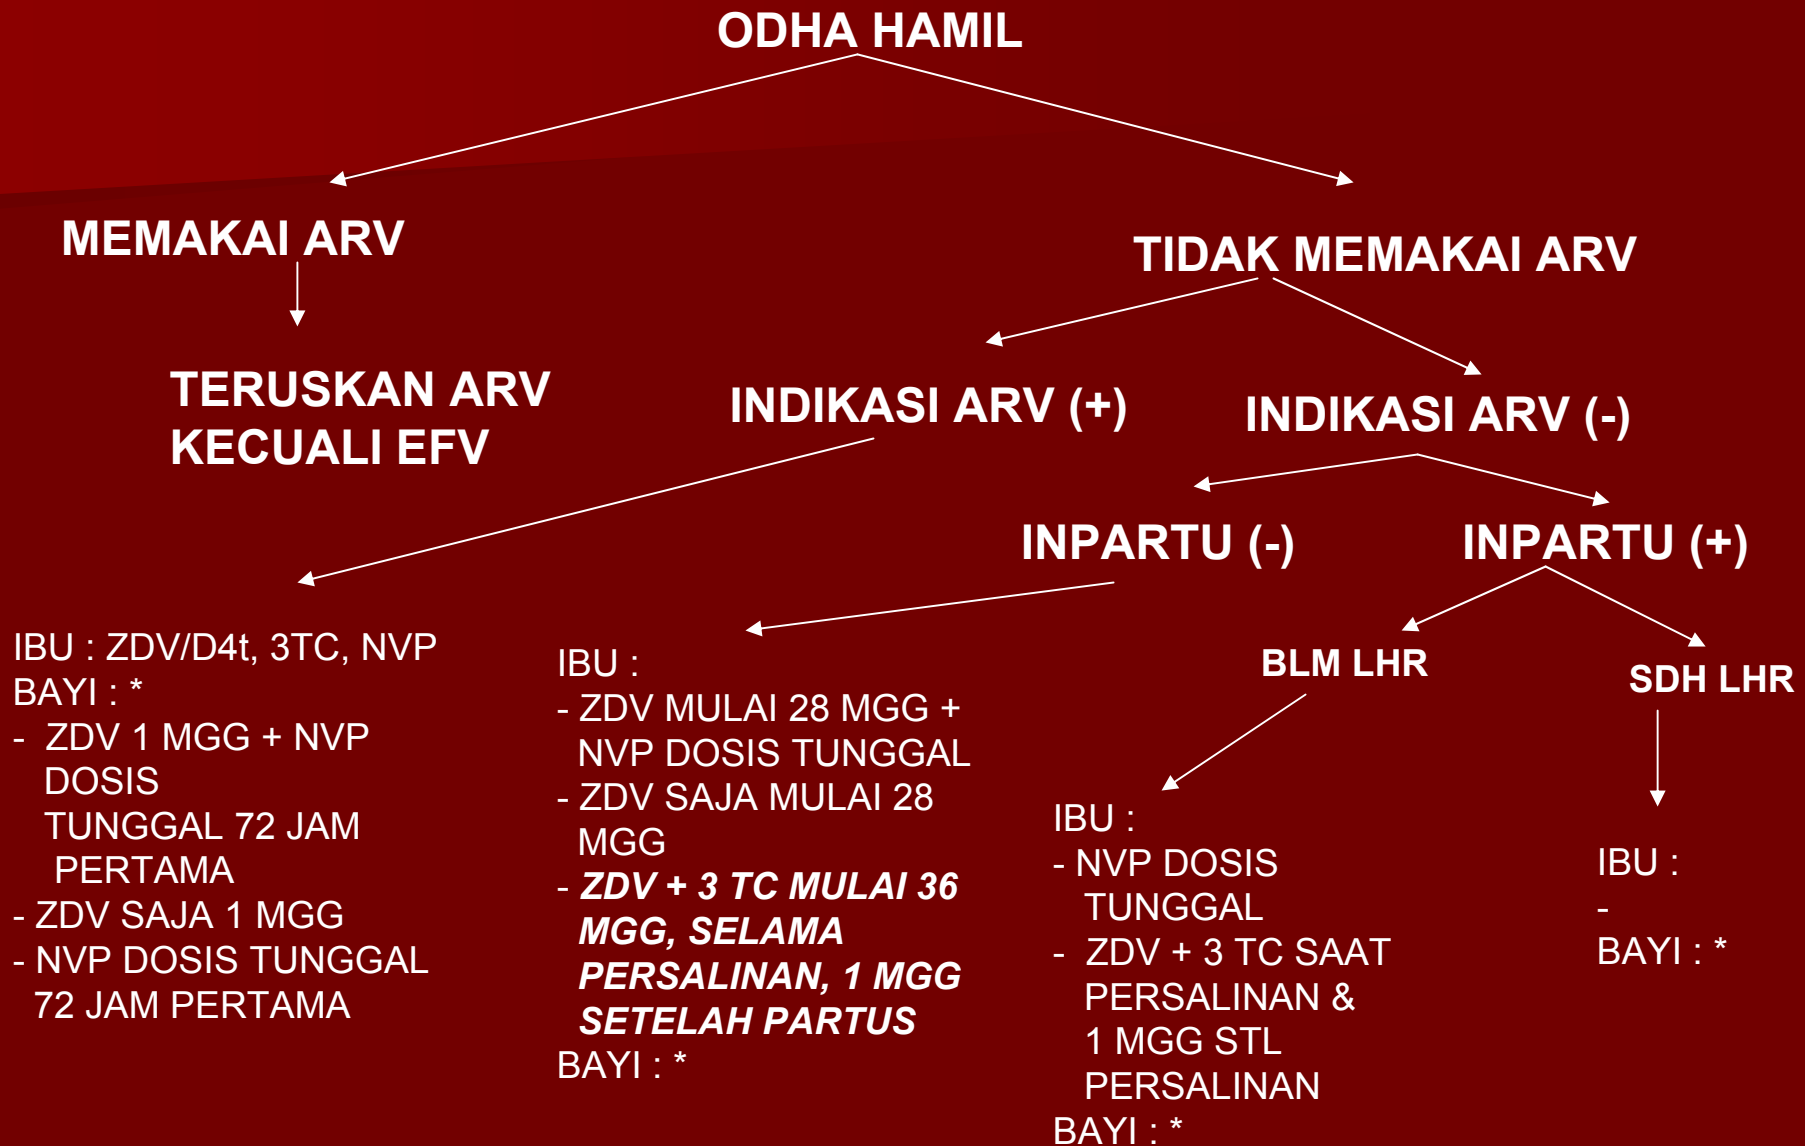 ODHA HAMIL
MEMAKAI ARV
TIDAK MEMAKAI ARV
TERUSKAN ARV
KECUALI EFV
INDIKASI ARV (+)
INDIKASI ARV (-)
INPARTU (-)
INPARTU (+)
BLM LHR
SDH LHR
IBU : ZDV/D4t, 3TC, NVP
BAYI : *
- ZDV 1 MGG + NVP
DOSIS
TUNGGAL 72 JAM
PERTAMA
- ZDV SAJA 1 MGG
- NVP DOSIS TUNGGAL
72 JAM PERTAMA
IBU :
- ZDV MULAI 28 MGG +
NVP DOSIS TUNGGAL
- ZDV SAJA MULAI 28
MGG
- ZDV + 3 TC MULAI 36
MGG, SELAMA
PERSALINAN, 1 MGG
SETELAH PARTUS
BAYI : *
IBU :
- NVP DOSIS
TUNGGAL
- ZDV + 3 TC SAAT
PERSALINAN &
1 MGG STL
PERSALINAN
BAYI : *
IBU :
-
BAYI : *